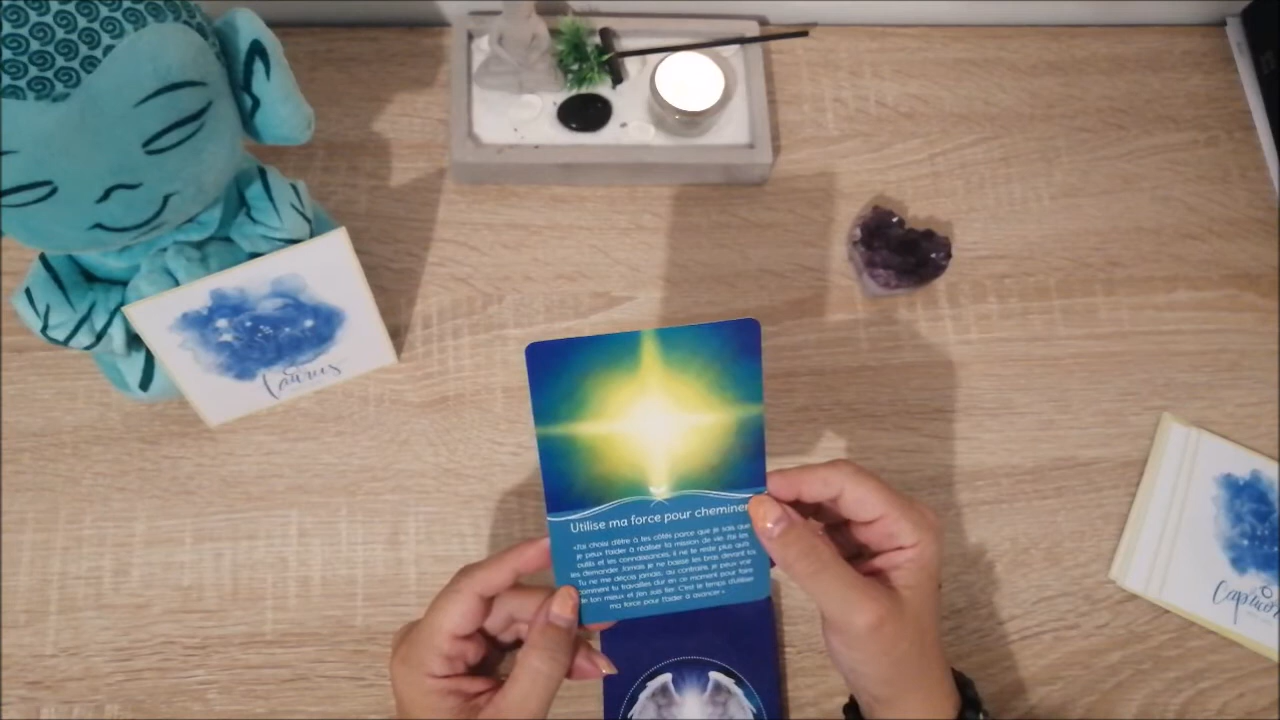 Taurus
Utilise ma force pour cheminer
«J'ai choisi d'être à tes côtés parce que je sais que
je peux t'aider à réaliser ta mission de vie. J'ai les
outils et les connaissances, il ne te reste plus qu'à
les demander. Jamais je ne baisse les bras devant toi.
Tu ne me déçois jamais, au contraire, je peux voir
comment tu travailles dur en ce moment pour faire
de ton mieux et j'en suis fier. C'est le temps d'utiliser
ma force pour t'aider à avancer.»